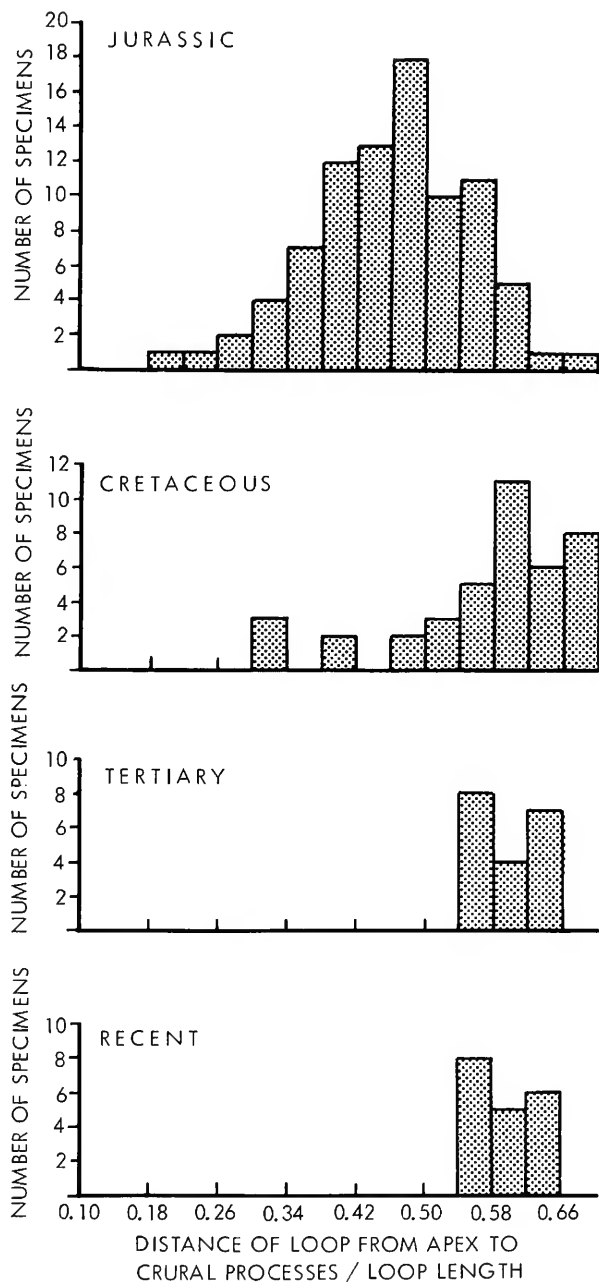 JURASSIC
NUMBER OF SPECIMENS
20
18
16
14
12
10
8
6
4
2
CRETACEOUS
NUMBER OF SPECIMENS
12
10
8
6
4
2
TERTIARY
NUMBER OF SPECIMENS
10
8
6
4
2
RECENT
NUMBER OF SPECIMENS
10
8
6
4
2
0.10 0.18 0.26 0.34 0.42 0.50 0.58 0.66
DISTANCE OF LOOP FROM APEX TO
CRURAL PROCESSES / LOOP LENGTH